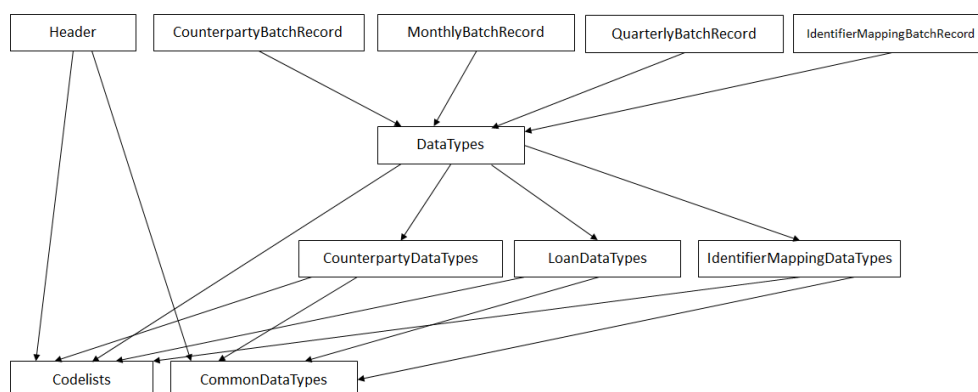 Header
CounterpartyBatchRecord
MonthlyBatchRecord
QuarterlyBatchRecord
IdentifierMappingBatchRecord
DataTypes
CounterpartyDataTypes
LoanDataTypes
IdentifierMappingDataTypes
Codelists
CommonDataTypes